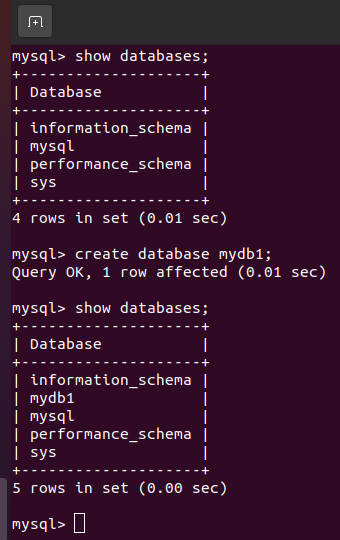 mysql> show databases;
+--------------------+
| Database           |
+--------------------+
| information_schema |
| mysql              |
| performance_schema |
| sys                |
+--------------------+
4 rows in set (0.01 sec)
mysql> create database mydb1;
Query OK, 1 row affected (0.01 sec)
mysql> show databases;
+--------------------+
| Database           |
+--------------------+
| information_schema |
| mydb1              |
| mysql              |
| performance_schema |
| sys                |
+--------------------+
5 rows in set (0.00 sec)
mysql>